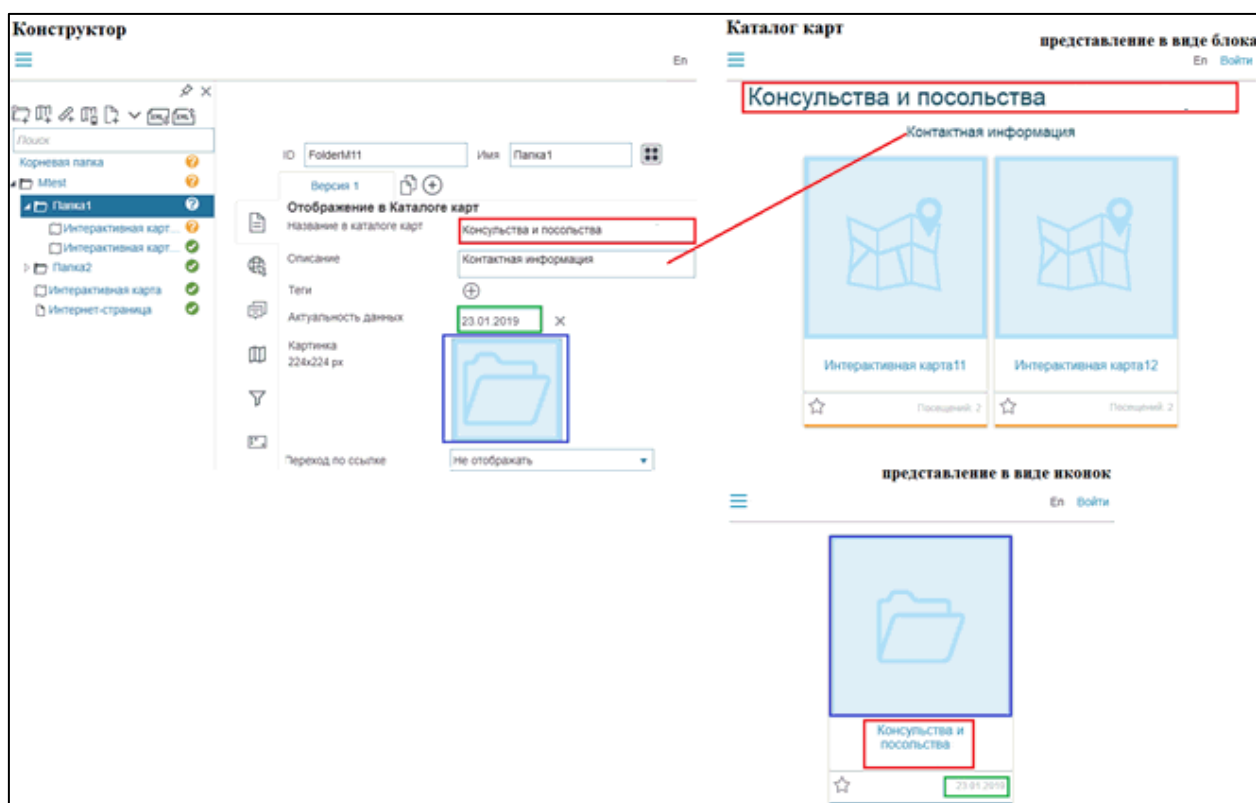 Конструктор
En
Поиск
Корневая папка
Mtest
Папка1
Интерактивная карт...
Интерактивная карт...
Папка2
Интерактивная карта
Интернет-страница
ID FolderM11 Имя Папка1
Версия 1
Отображение в Каталоге карт
Название в каталоге карт Консульства и посольства
Описание Контактная информация
Теги
Актуальность данных 23.01.2019
Картинка
224x224 px
Переход по ссылке Не отображать
Каталог карт
представление в виде блока
En Войти
Консульства и посольства
Контактная информация
Интерактивная карта11 Интерактивная карта12
Посещений: 2 Посещений: 2
представление в виде иконок
En Войти
Консульства и
посольства
23.01.2019